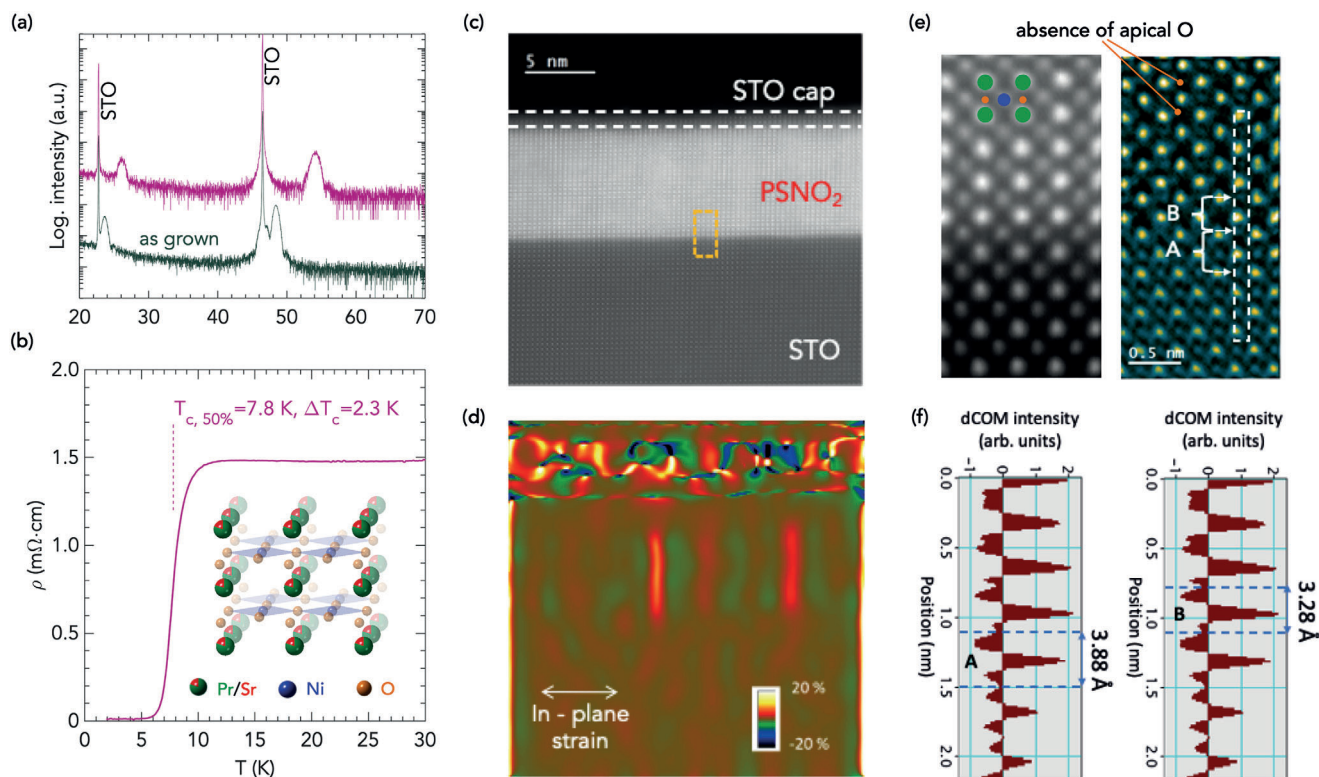 (a)
Log. intensity (a.u.)
STO
STO
as grown
20 30 40 50 60 70
(b)
ρ (mΩ·cm)
2.0
1.5
1.0
0.5
0
T_c, 50%=7.8 K, ΔT_c=2.3 K
Pr/Sr Ni O
0 5 10 15 20 25 30
T (K)
(c)
5 nm
STO cap
PSNO₂
STO
(d)
In - plane
strain
20 %
-20 %
(e)
absence of apical O
B
A
0.5 nm
(f)
dCOM intensity
(arb. units)
−1 0 1 2
0.0
0.5
1.0
1.5
2.0
Position (nm)
A
3.88 Å
dCOM intensity
(arb. units)
−1 0 1 2
0.0
0.5
1.0
1.5
2.0
Position (nm)
B
3.28 Å